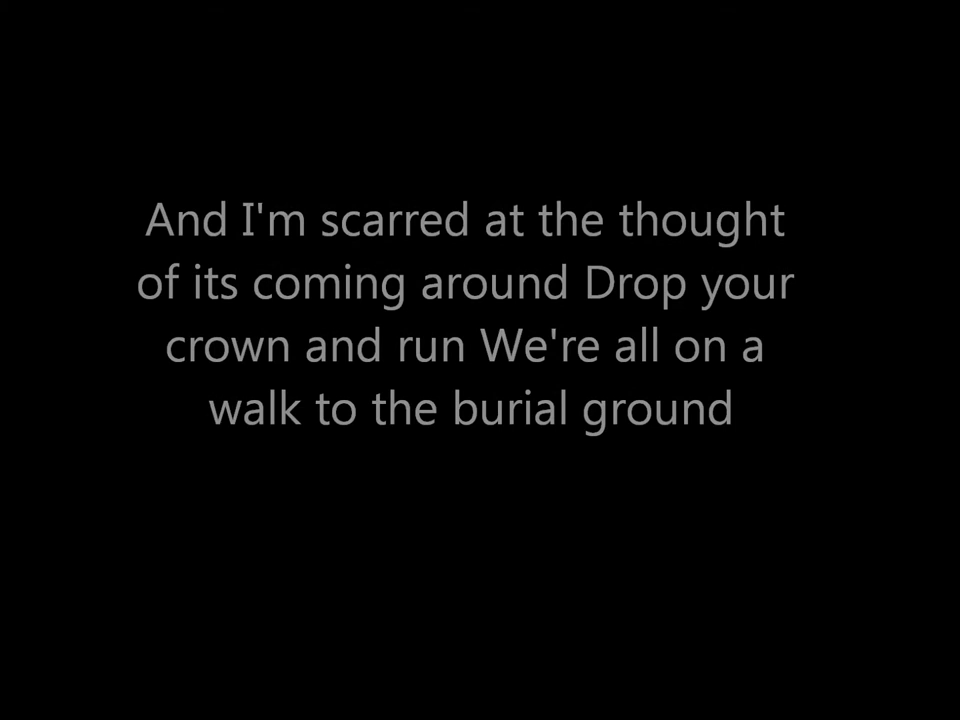 And I'm scarred at the thought
of its coming around Drop your
crown and run We're all on a
walk to the burial ground